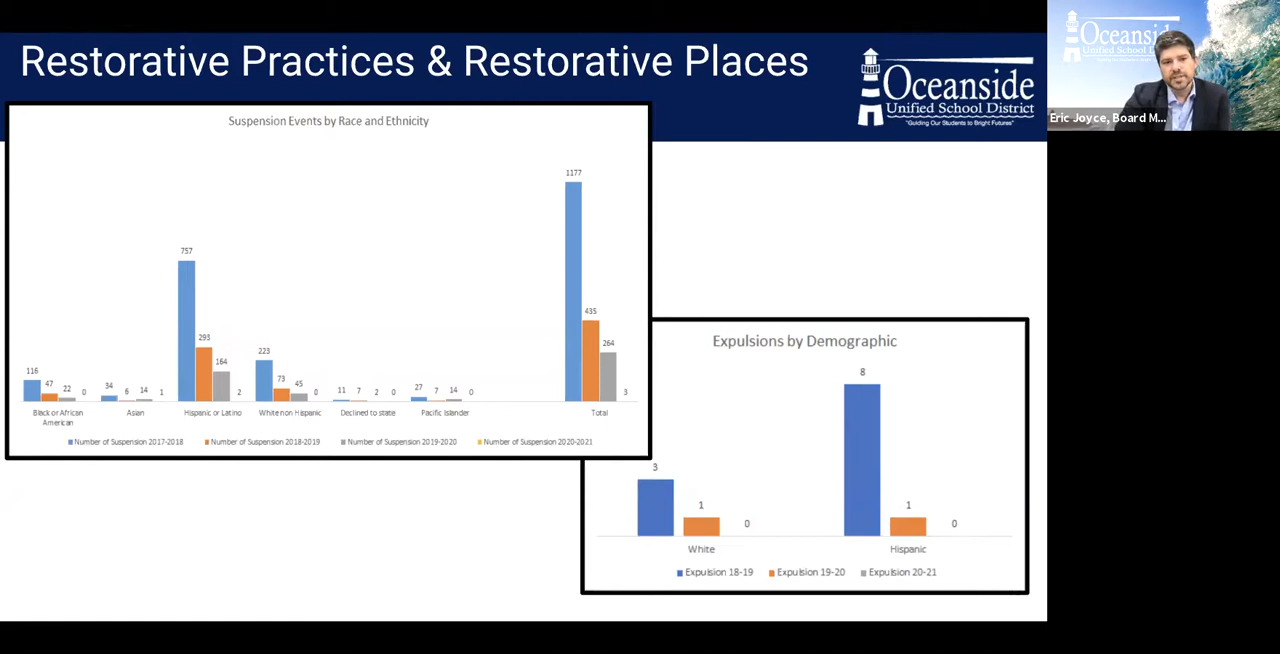 Restorative Practices & Restorative Places
Oceanside
Unified School District
"Guiding Our Students to Bright Futures"
Oceanside
Unified School Di
Eric Joyce, Board M...
Suspension Events by Race and Ethnicity
1177
757
435
293
264
223
164
116
47
22
0
34
6
14
1
2
73
45
0
11
7
2
0
27
7
14
0
3
Black or African
American
Asian
Hispanic or Latino
White non Hispanic
Declined to state
Pacific Islander
Total
Number of Suspension 2017-2018
Number of Suspension 2018-2019
Number of Suspension 2019-2020
Number of Suspension 2020-2021
Expulsions by Demographic
8
3
1
0
1
0
White
Hispanic
Expulsion 18-19
Expulsion 19-20
Expulsion 20-21